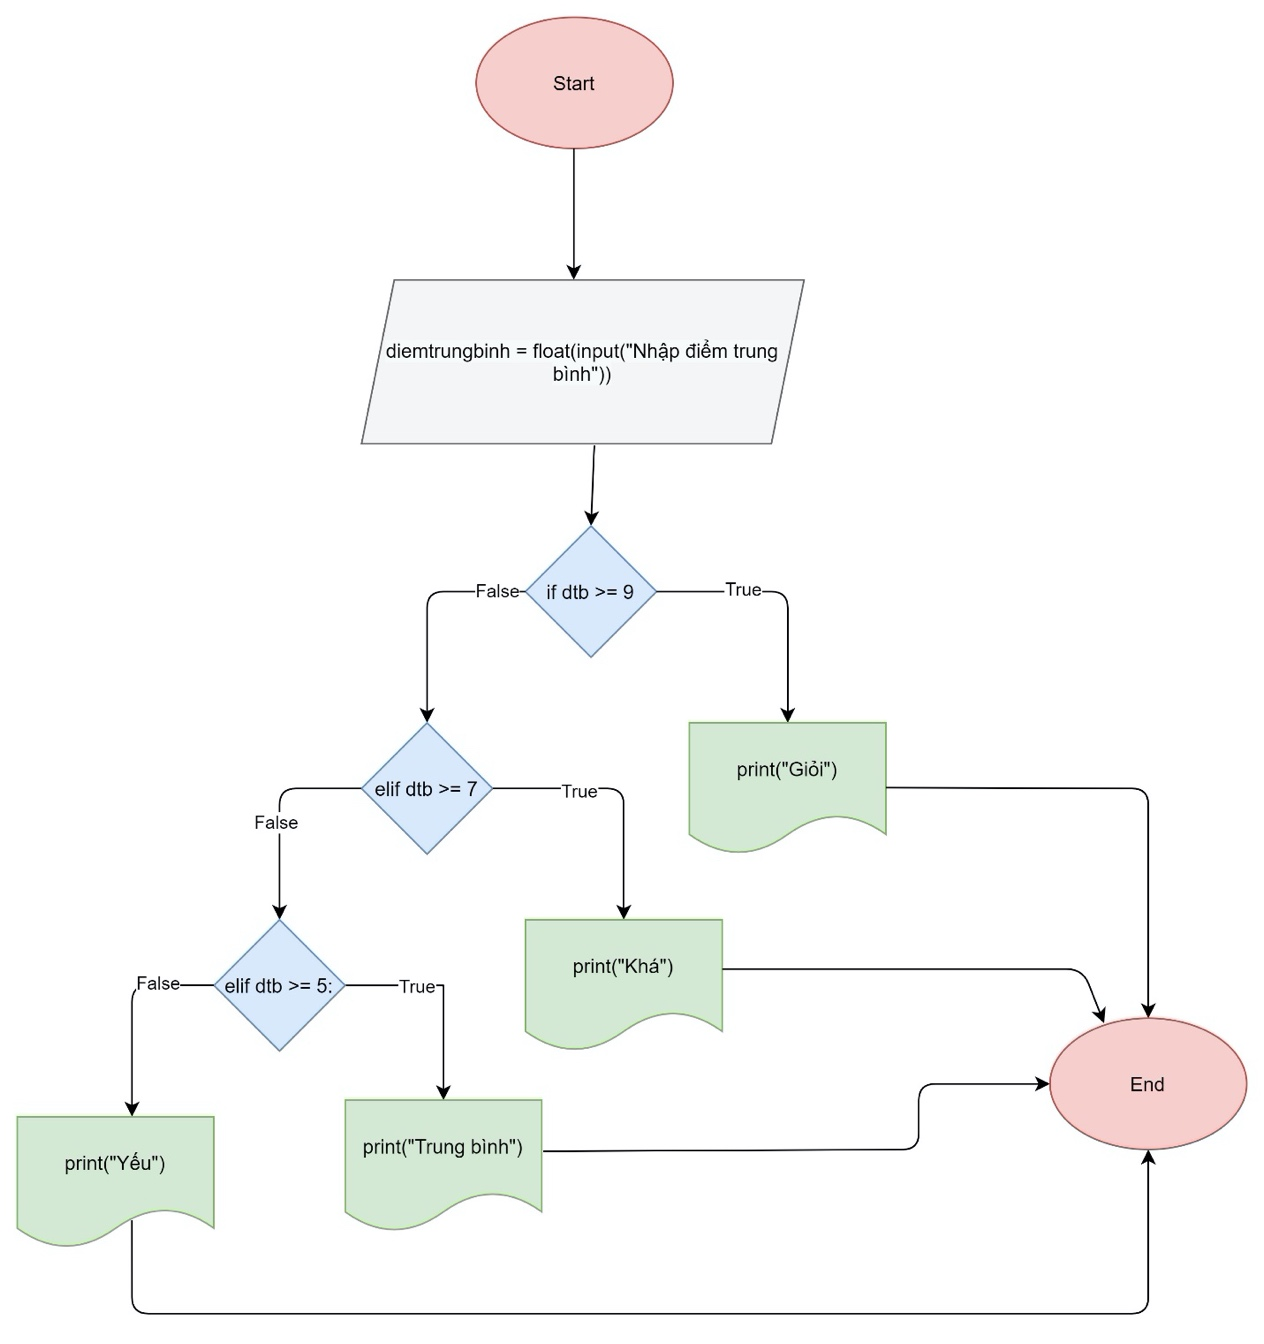 Start
diemtrungbinh = float(input("Nhập điểm trung
bình"))
False
if dtb >= 9
True
print("Giỏi")
elif dtb >= 7
True
False
print("Khá")
False
elif dtb >= 5:
True
End
print("Trung bình")
print("Yếu")